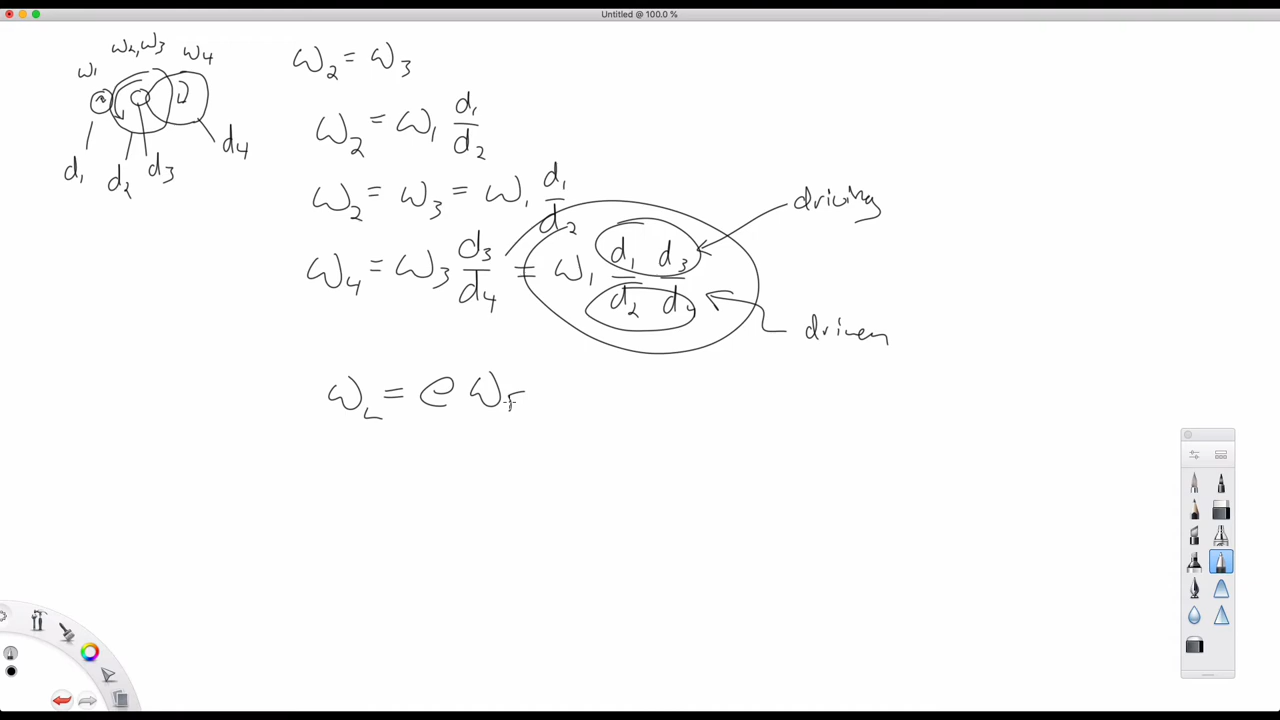 Untitled @ 100.0 %
ω1 ω2,ω3 ω4
d1 d2 d3 d4
ω2 = ω3
ω2 = ω1 d1/d2
ω2 = ω3 = ω1 d1/d2
driving
ω4 = ω3 d3/d4 = ω1 d1/d2 d3/d4
driven
ωL = e ωF